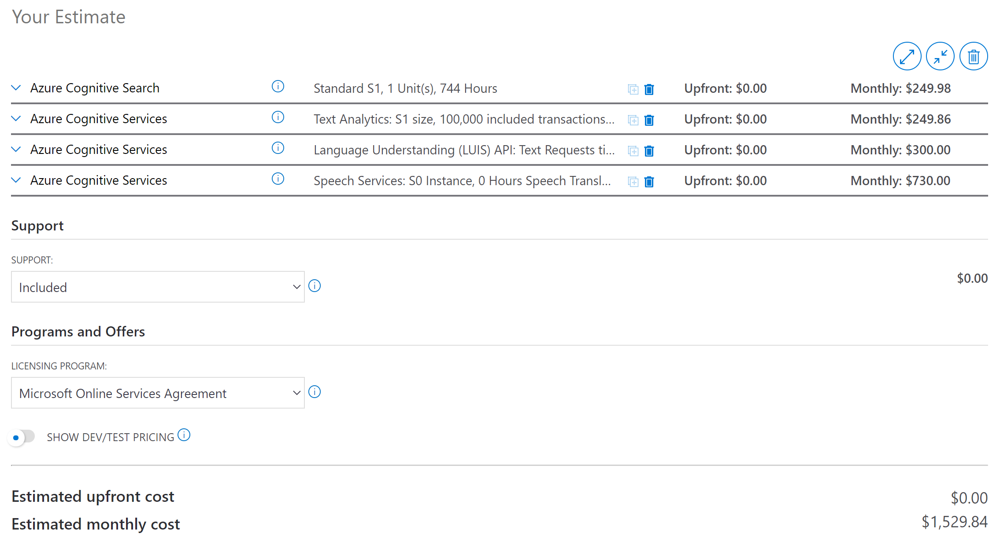 Your Estimate
Azure Cognitive Search Standard S1, 1 Unit(s), 744 Hours Upfront: $0.00 Monthly: $249.98
Azure Cognitive Services Text Analytics: S1 size, 100,000 included transactions... Upfront: $0.00 Monthly: $249.86
Azure Cognitive Services Language Understanding (LUIS) API: Text Requests ti... Upfront: $0.00 Monthly: $300.00
Azure Cognitive Services Speech Services: S0 Instance, 0 Hours Speech Transl... Upfront: $0.00 Monthly: $730.00
Support
SUPPORT:
Included $0.00
Programs and Offers
LICENSING PROGRAM:
Microsoft Online Services Agreement
SHOW DEV/TEST PRICING
Estimated upfront cost $0.00
Estimated monthly cost $1,529.84